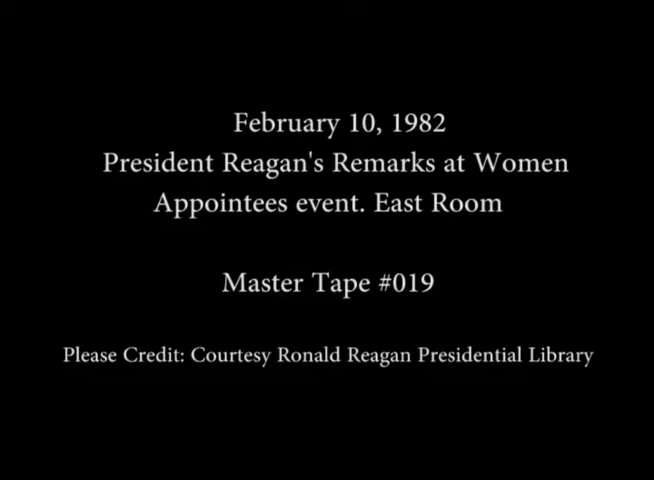 February 10, 1982
President Reagan's Remarks at Women
Appointees event. East Room
Master Tape #019
Please Credit: Courtesy Ronald Reagan Presidential Library